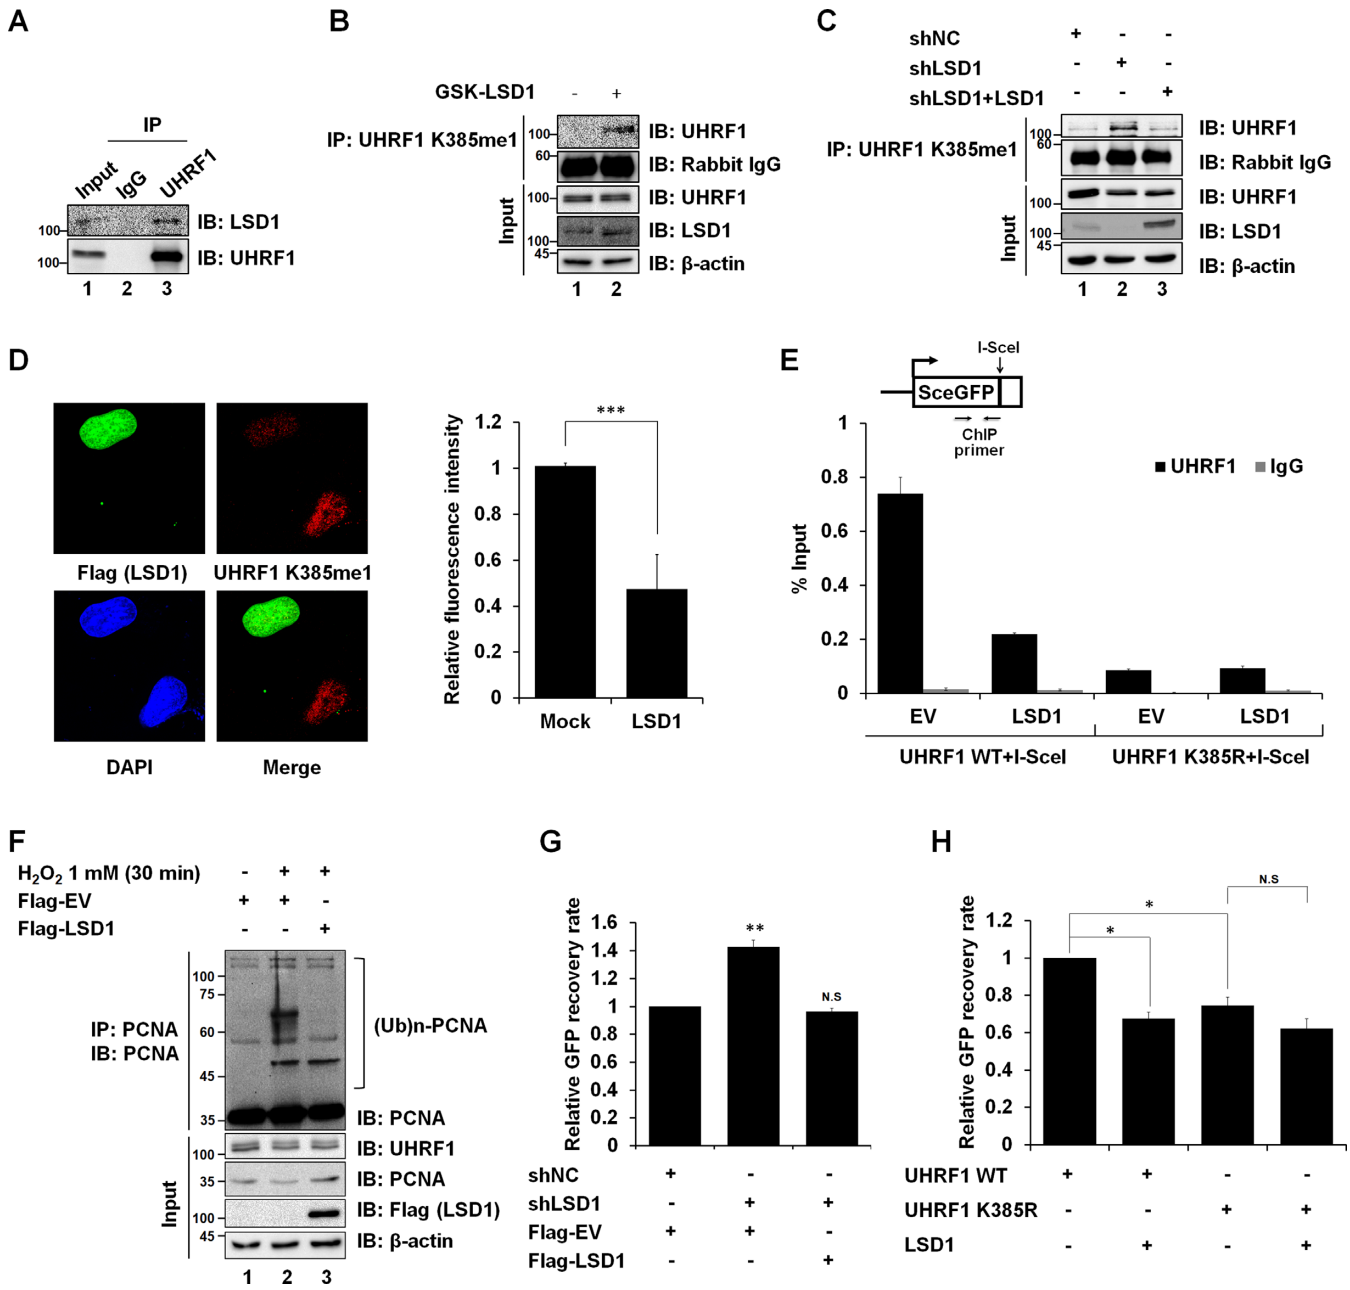 A
IP
Input
IgG
UHRF1
100
IB: LSD1
100
IB: UHRF1
1 2 3
B
GSK-LSD1 - +
IP: UHRF1 K385me1
100
IB: UHRF1
60
IB: Rabbit IgG
Input
100
IB: UHRF1
100
IB: LSD1
45
IB: β-actin
1 2
C
shNC + - -
shLSD1 - + -
shLSD1+LSD1 - - +
IP: UHRF1 K385me1
100
IB: UHRF1
60
IB: Rabbit IgG
Input
100
IB: UHRF1
100
IB: LSD1
45
IB: β-actin
1 2 3
D
Flag (LSD1)
UHRF1 K385me1
DAPI
Merge
Relative fluorescence intensity
1.2
1
0.8
0.6
0.4
0.2
0
***
Mock LSD1
E
I-SceI
SceGFP
ChIP
primer
UHRF1 IgG
% Input
1
0.8
0.6
0.4
0.2
0
EV LSD1 EV LSD1
UHRF1 WT+I-SceI UHRF1 K385R+I-SceI
F
H2O2 1 mM (30 min) - + +
Flag-EV + + -
Flag-LSD1 - - +
IP: PCNA
IB: PCNA
100
75
60
45
35
(Ub)n-PCNA
IB: PCNA
Input
100
IB: UHRF1
35
IB: PCNA
100
IB: Flag (LSD1)
45
IB: β-actin
1 2 3
G
Relative GFP recovery rate
1.6
1.4
1.2
1
0.8
0.6
0.4
0.2
0
**
N.S
shNC + - -
shLSD1 - + +
Flag-EV + + -
Flag-LSD1 - - +
H
Relative GFP recovery rate
1.2
1
0.8
0.6
0.4
0.2
0
*
*
N.S
UHRF1 WT + + - -
UHRF1 K385R - - + +
LSD1 - + - +